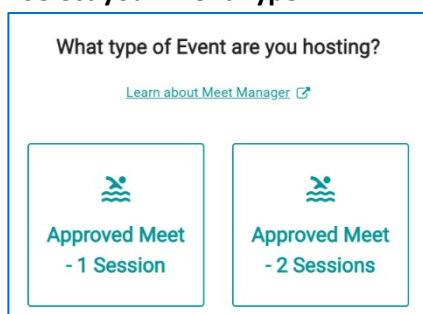 What type of Event are you hosting?
Learn about Meet Manager
Approved Meet
- 1 Session
Approved Meet
- 2 Sessions